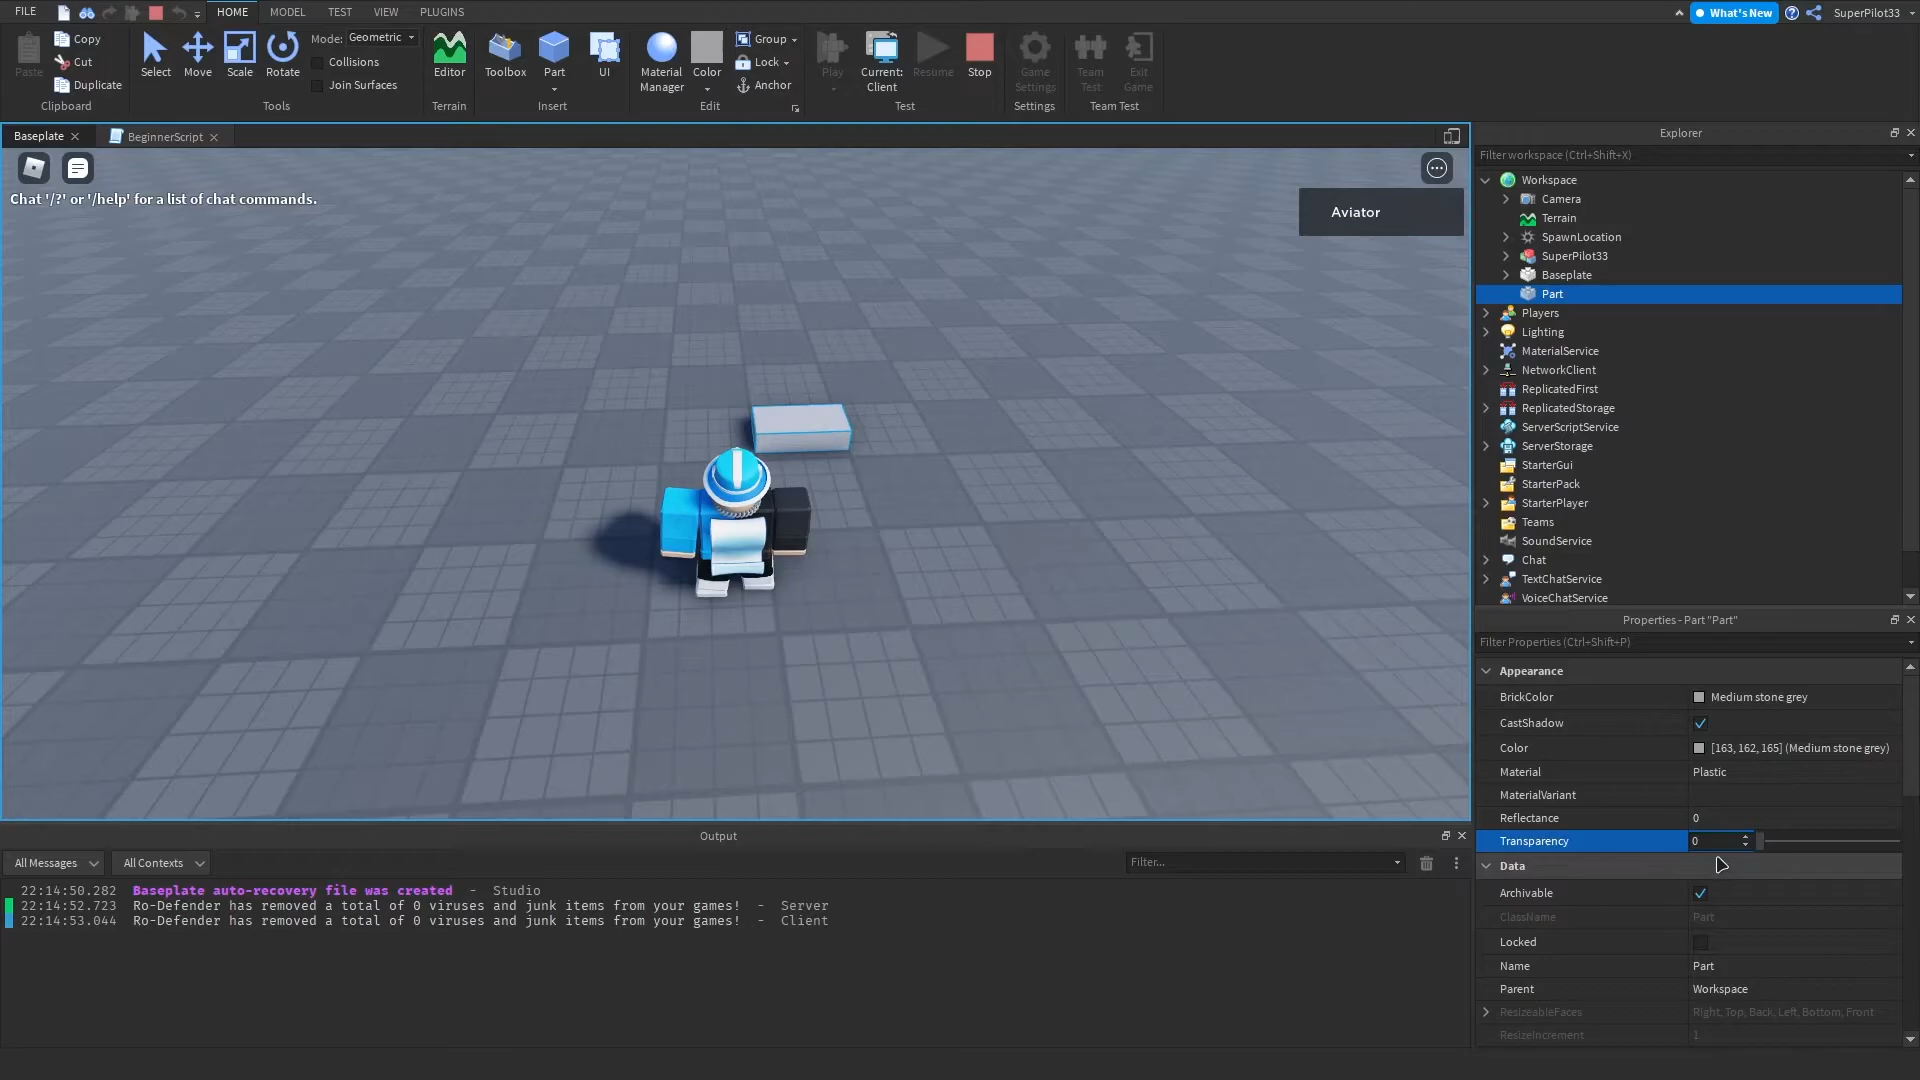 FILE HOME MODEL TEST VIEW PLUGINS What's New SuperPilot33
Paste Copy Cut Duplicate Clipboard
Select Move Scale Rotate Mode: Geometric Collisions Join Surfaces Tools
Editor Terrain
Toolbox Part UI Insert
Material Manager Color Group Lock Anchor Edit
Play Current: Client Resume Stop Test
Game Settings Settings
Team Test Exit Game Team Test
Baseplate BeginnerScript
Chat '/?' or '/help' for a list of chat commands.
Aviator
Explorer
Filter workspace (Ctrl+Shift+X)
Workspace
Camera
Terrain
SpawnLocation
SuperPilot33
Baseplate
Part
Players
Lighting
MaterialService
NetworkClient
ReplicatedFirst
ReplicatedStorage
ServerScriptService
ServerStorage
StarterGui
StarterPack
StarterPlayer
Teams
SoundService
Chat
TextChatService
VoiceChatService
Properties - Part "Part"
Filter Properties (Ctrl+Shift+P)
Appearance
BrickColor Medium stone grey
CastShadow
Color [163, 162, 165] (Medium stone grey)
Material Plastic
MaterialVariant
Reflectance 0
Transparency 0
Data
Archivable
ClassName Part
Locked
Name Part
Parent Workspace
ResizeableFaces Right, Top, Back, Left, Bottom, Front
ResizeIncrement 1
Output
All Messages All Contexts Filter...
22:14:50.282 Baseplate auto-recovery file was created - Studio
22:14:52.723 Ro-Defender has removed a total of 0 viruses and junk items from your games! - Server
22:14:53.044 Ro-Defender has removed a total of 0 viruses and junk items from your games! - Client